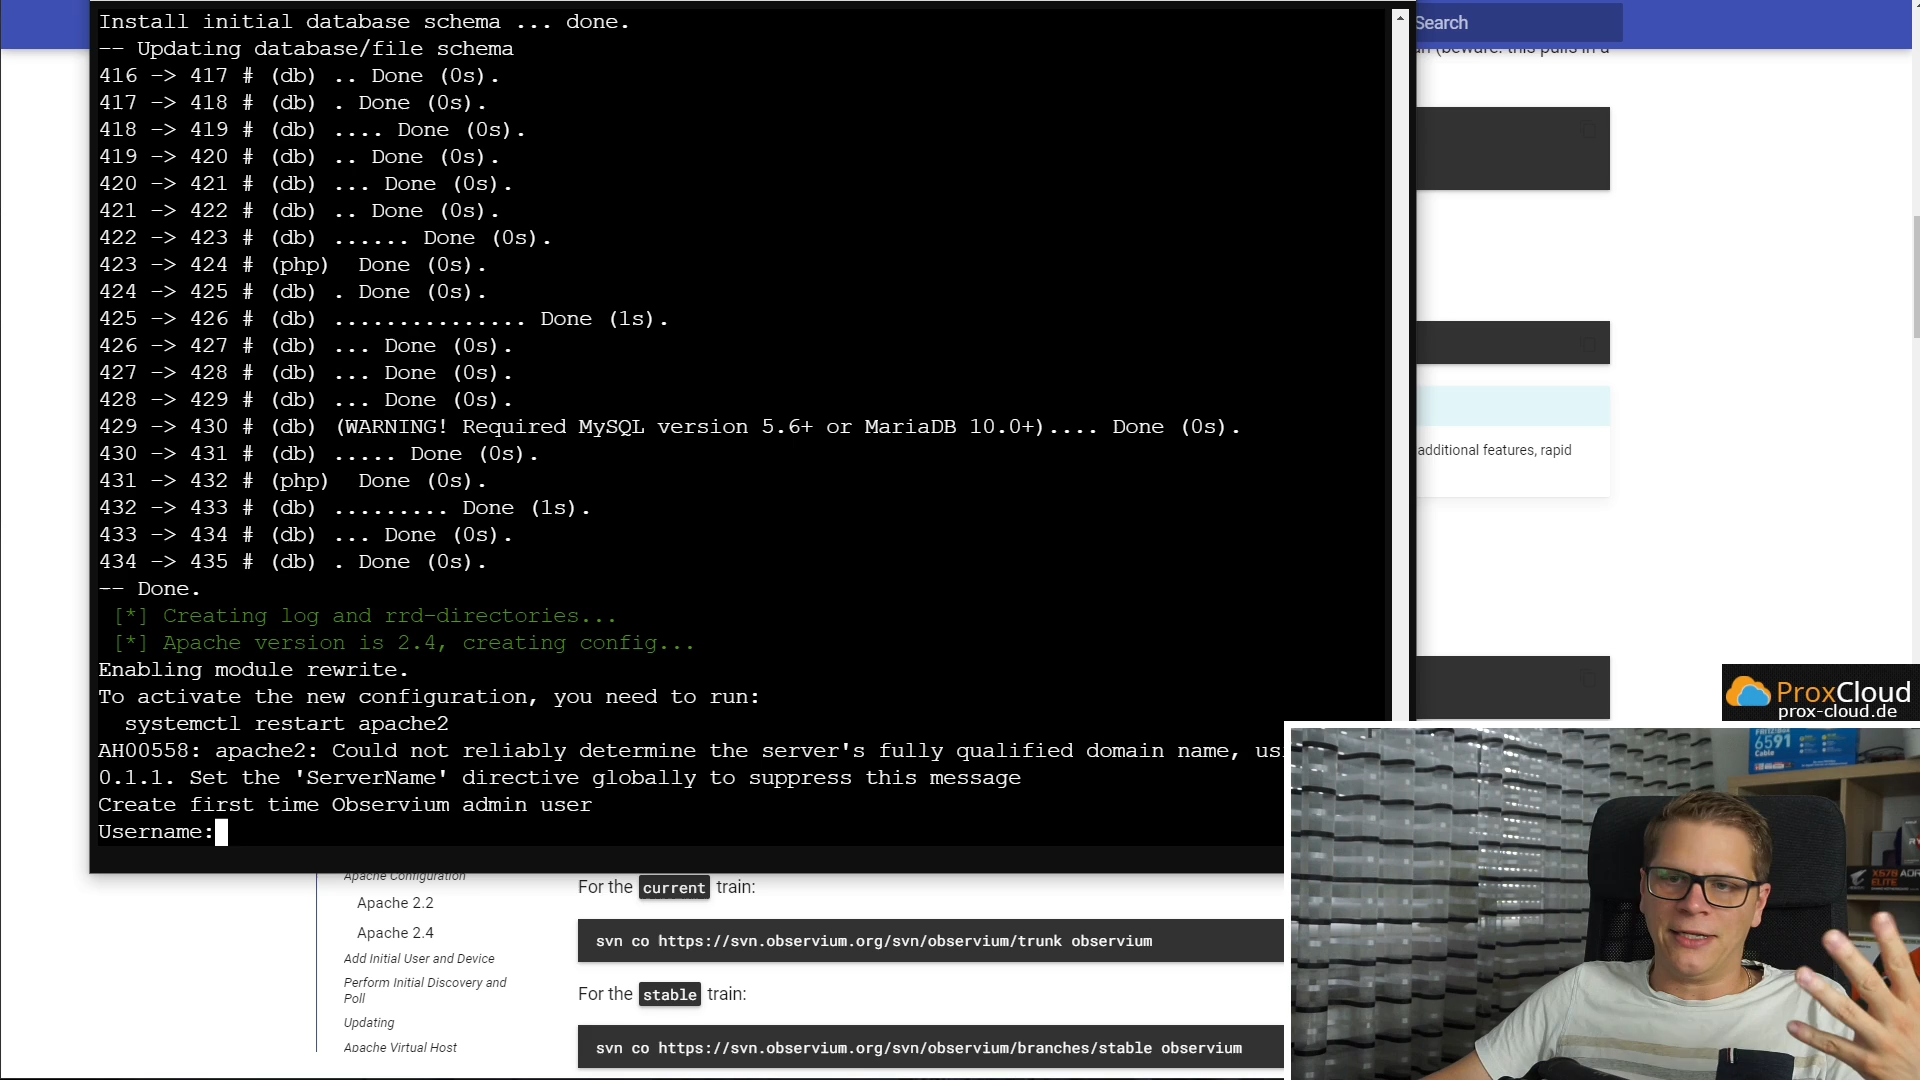 Install initial database schema ... done.
-- Updating database/file schema
416 -> 417 # (db) .. Done (0s).
417 -> 418 # (db) . Done (0s).
418 -> 419 # (db) .... Done (0s).
419 -> 420 # (db) .. Done (0s).
420 -> 421 # (db) ... Done (0s).
421 -> 422 # (db) .. Done (0s).
422 -> 423 # (db) ...... Done (0s).
423 -> 424 # (php)  Done (0s).
424 -> 425 # (db) . Done (0s).
425 -> 426 # (db) ............... Done (1s).
426 -> 427 # (db) ... Done (0s).
427 -> 428 # (db) ... Done (0s).
428 -> 429 # (db) ... Done (0s).
429 -> 430 # (db) (WARNING! Required MySQL version 5.6+ or MariaDB 10.0+).... Done (0s).
430 -> 431 # (db) ..... Done (0s).
431 -> 432 # (php)  Done (0s).
432 -> 433 # (db) ......... Done (1s).
433 -> 434 # (db) ... Done (0s).
434 -> 435 # (db) . Done (0s).
-- Done.
[*] Creating log and rrd-directories...
[*] Apache version is 2.4, creating config...
Enabling module rewrite.
To activate the new configuration, you need to run:
systemctl restart apache2
AH00558: apache2: Could not reliably determine the server's fully qualified domain name, usi
0.1.1. Set the 'ServerName' directive globally to suppress this message
Create first time Observium admin user
Username:
Search
(beware: this pulls in a
additional features, rapid
Apache Configuration
Apache 2.2
Apache 2.4
Add Initial User and Device
Perform Initial Discovery and
Poll
Updating
Apache Virtual Host
For the current train:
svn co https://svn.observium.org/svn/observium/trunk observium
For the stable train:
svn co https://svn.observium.org/svn/observium/branches/stable observium
ProxCloud
prox-cloud.de
FRITZ!Box
6591
Cable
X570 AOR
ELITE